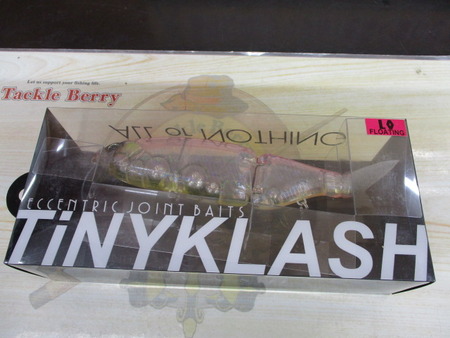 Let us support your fishing life.
Tackle Berry
ALL or NOTHING
LO
FLOATING
ECCENTRIC JOINT BAITS
TiNYKLASH